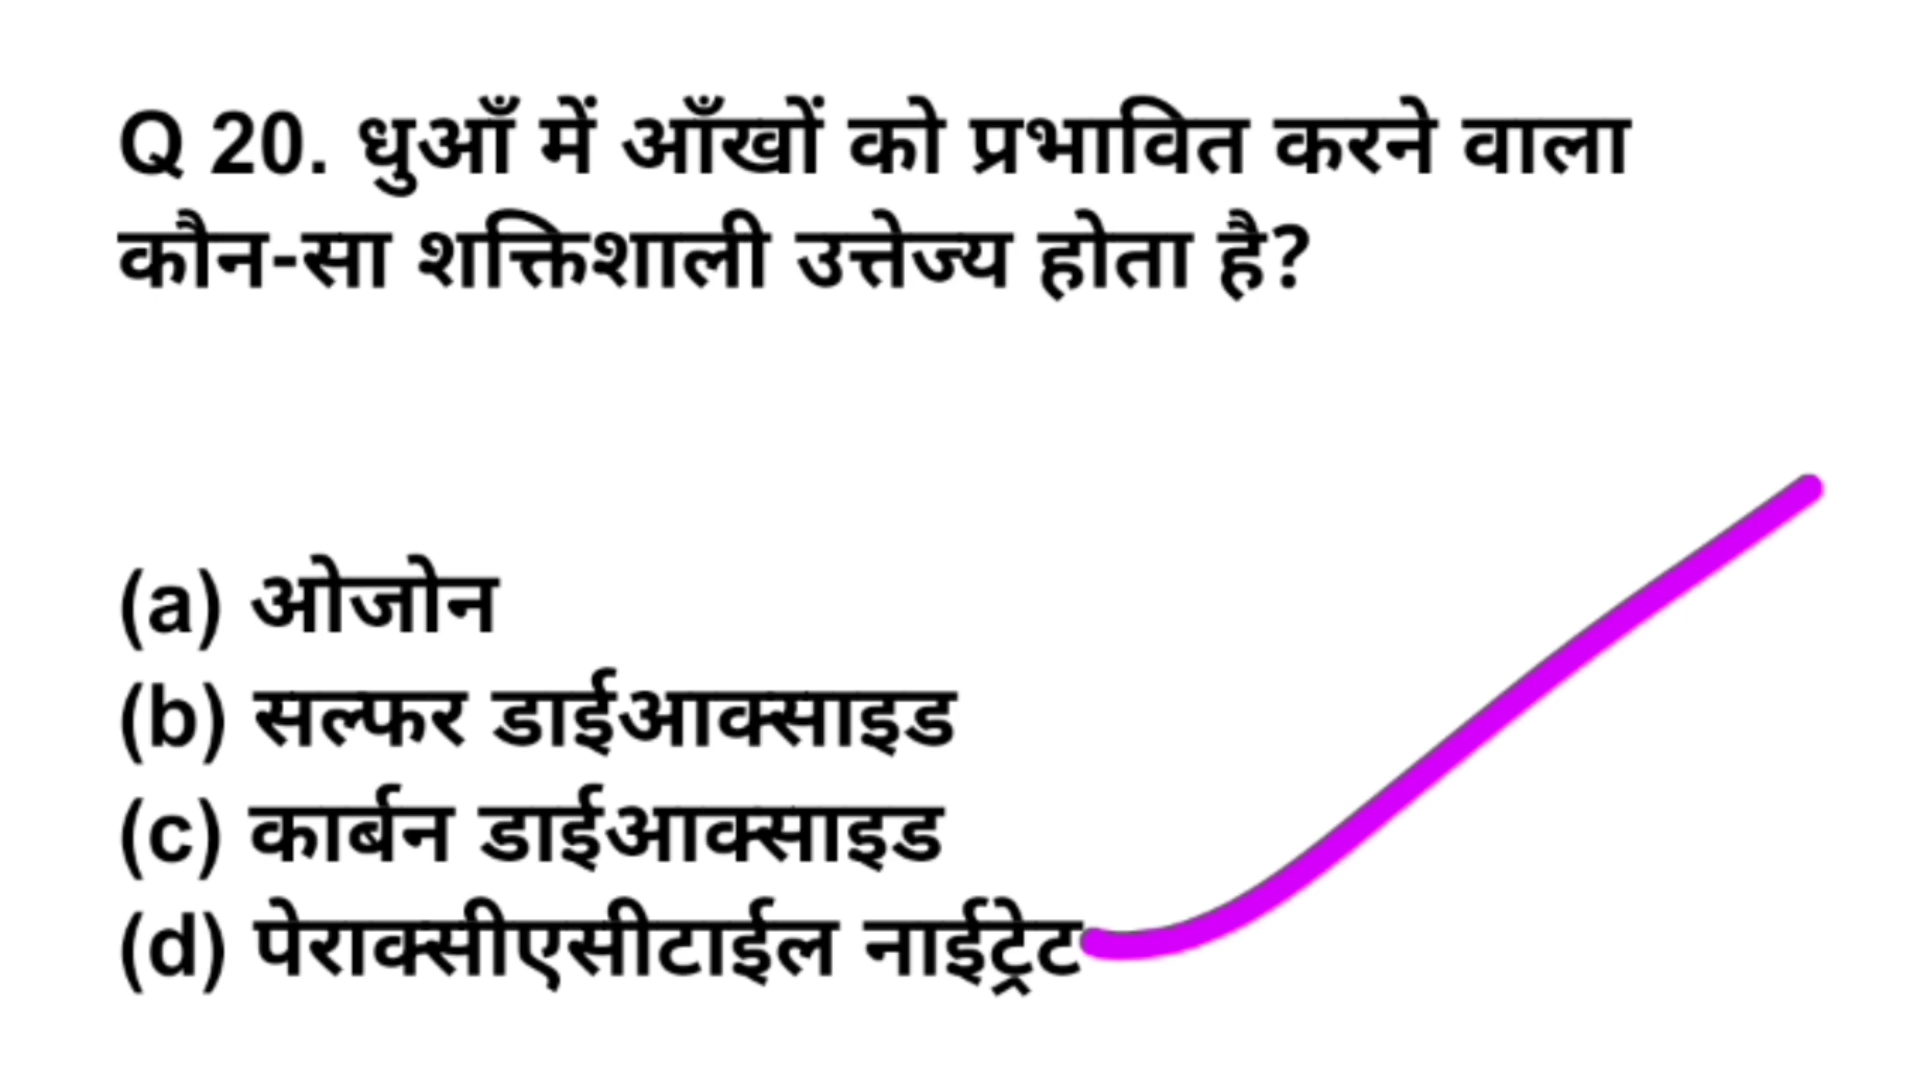 Q 20. धुआँ में आँखों को प्रभावित करने वाला
कौन-सा शक्तिशाली उत्तेज्य होता है?
(a) ओजोन
(b) सल्फर डाईआक्साइड
(c) कार्बन डाईआक्साइड
(d) पेराक्सीएसीटाईल नाईट्रेट